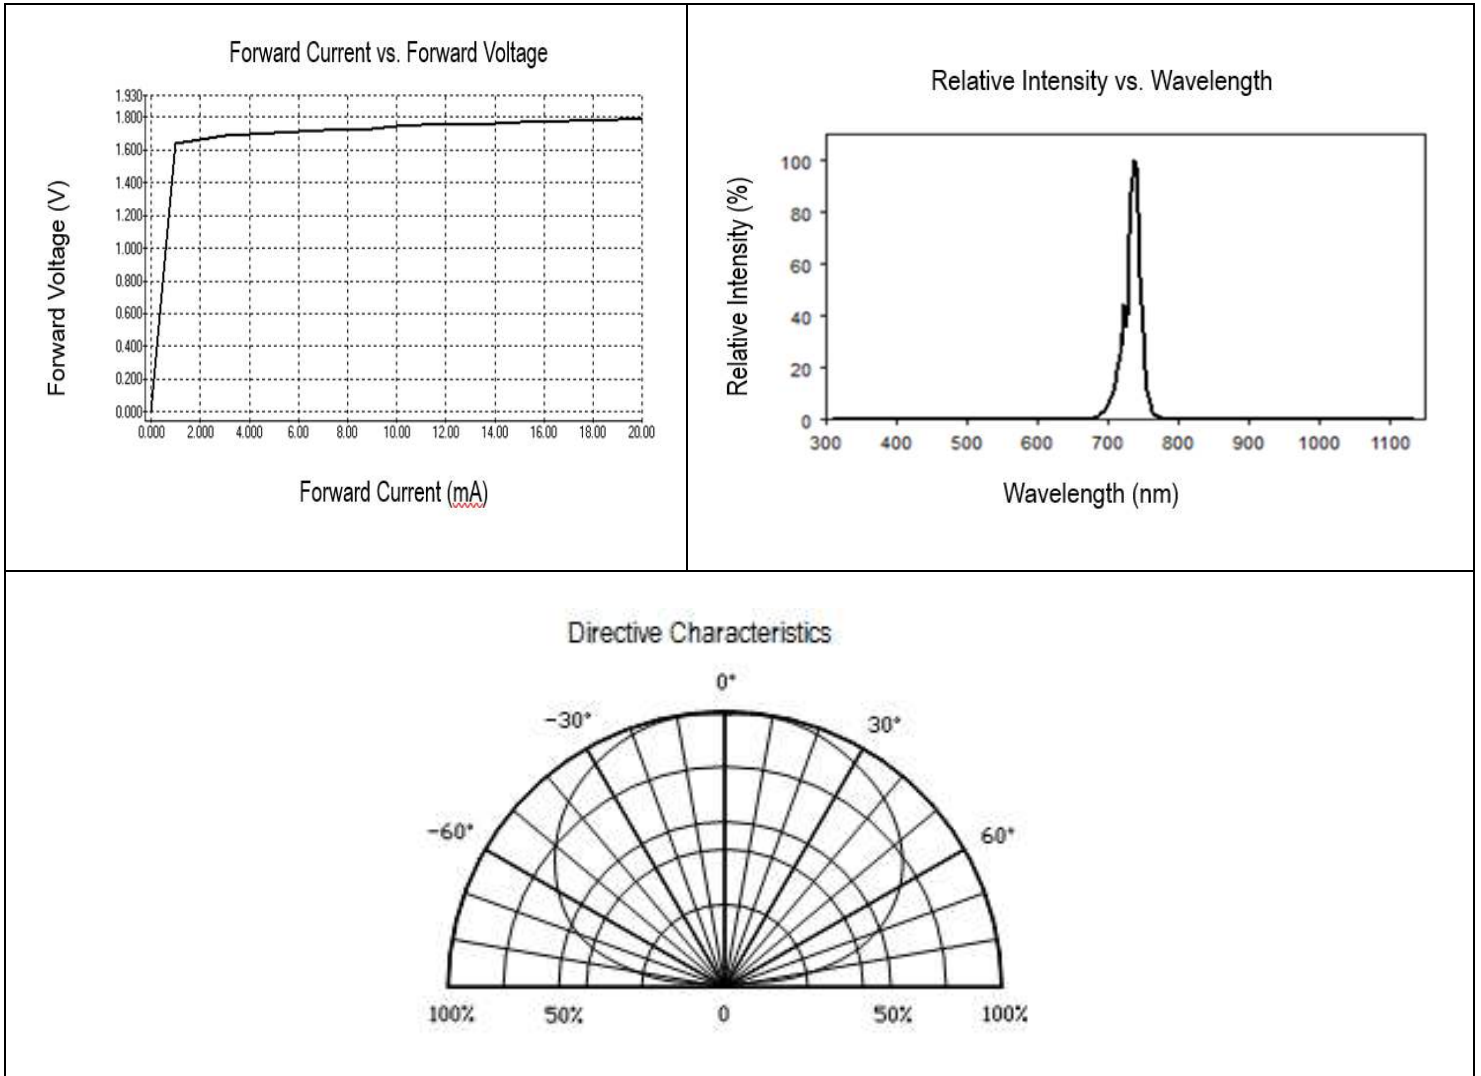 Forward Current vs. Forward Voltage
1.930
1.800
1.600
1.400
1.200
1.000
0.800
0.600
0.400
0.200
0.000
0.000 2.000 4.000 6.00 8.00 10.00 12.00 14.00 16.00 18.00 20.00
Forward Voltage (V)
Forward Current (mA)
Relative Intensity vs. Wavelength
100
80
60
40
20
0
300 400 500 600 700 800 900 1000 1100
Relative Intensity (%)
Wavelength (nm)
Directive Characteristics
0°
-30° 30°
-60° 60°
100% 50% 0 50% 100%